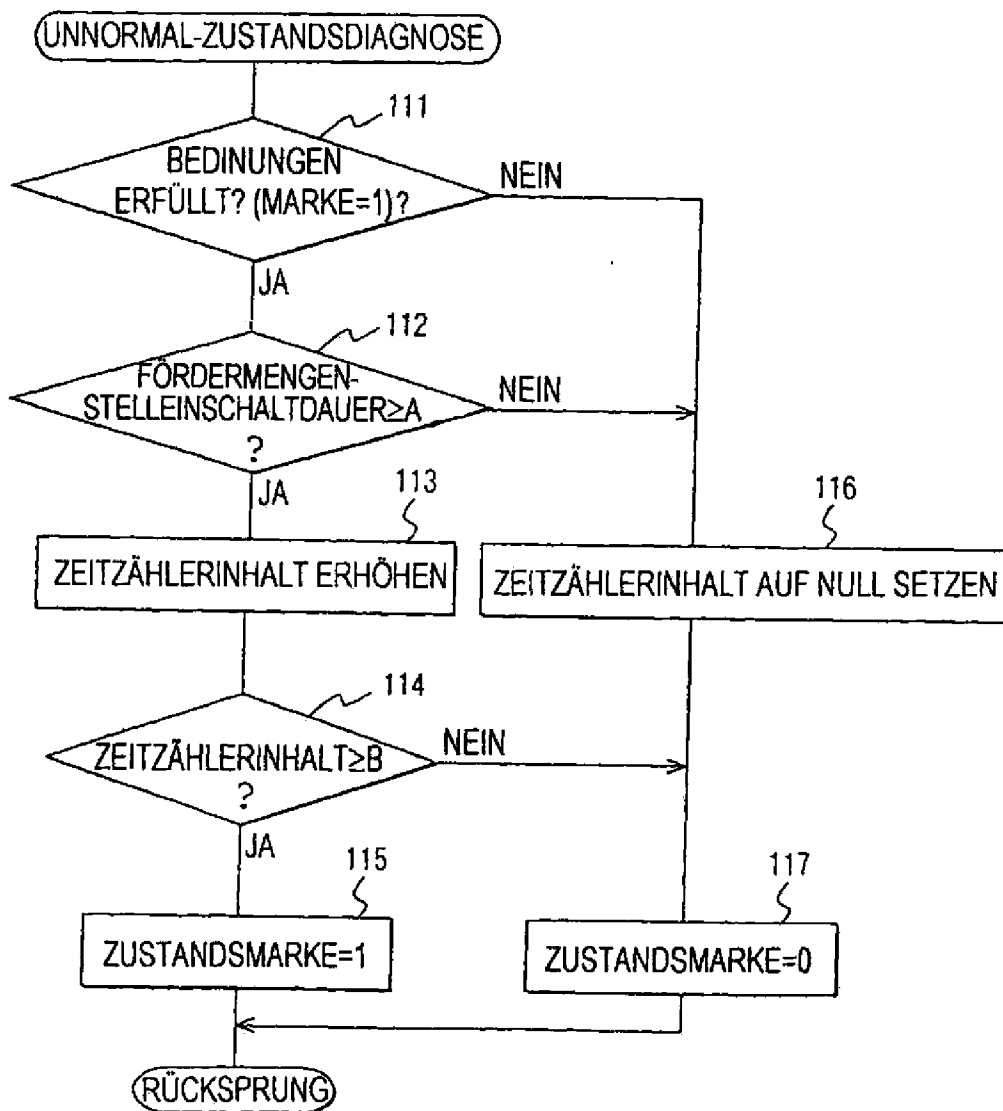 UNNORMAL-ZUSTANDSDIAGNOSE
111
BEDINUNGEN
ERFÜLLT? (MARKE=1)?
NEIN
JA
112
FÖRDERMENGEN-
STELLEINSCHALTDAUER≥A
?
NEIN
JA
113
ZEITZÄHLERINHALT ERHÖHEN
116
ZEITZÄHLERINHALT AUF NULL SETZEN
114
ZEITZÄHLERINHALT≥B
?
NEIN
JA
115
ZUSTANDSMARKE=1
117
ZUSTANDSMARKE=0
RÜCKSPRUNG